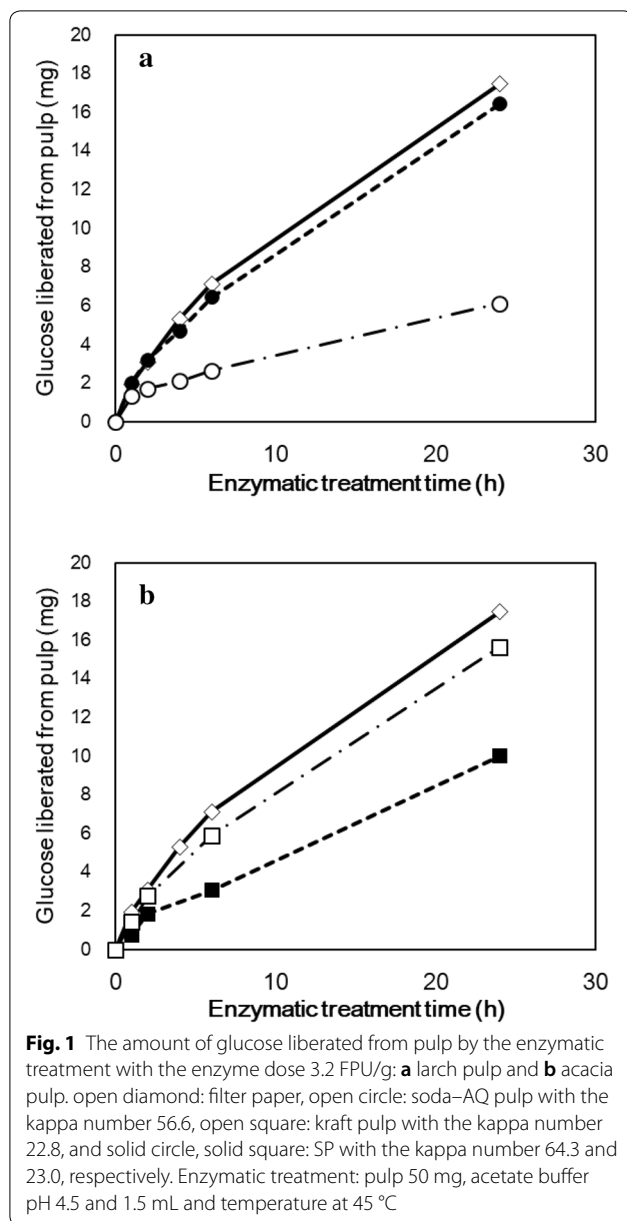 a
20
18
16
14
12
10
8
6
4
2
0
Glucose liberated from pulp (mg)
0 10 20 30
Enzymatic treatment time (h)
b
20
18
16
14
12
10
8
6
4
2
0
Glucose liberated from pulp (mg)
0 10 20 30
Enzymatic treatment time (h)
Fig. 1 The amount of glucose liberated from pulp by the enzymatic
treatment with the enzyme dose 3.2 FPU/g: a larch pulp and b acacia
pulp. open diamond: filter paper, open circle: soda–AQ pulp with the
kappa number 56.6, open square: kraft pulp with the kappa number
22.8, and solid circle, solid square: SP with the kappa number 64.3 and
23.0, respectively. Enzymatic treatment: pulp 50 mg, acetate buffer
pH 4.5 and 1.5 mL and temperature at 45 °C